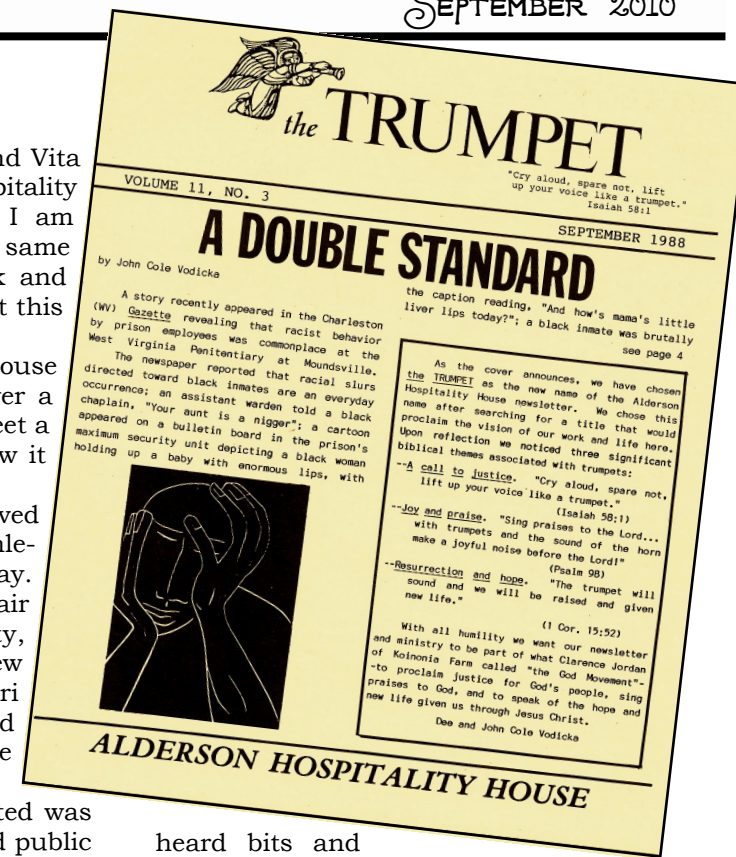 SEPTEMBER 2010
nd Vita
pitality
I am
same
k and
t this
ouse
er a
eet a
w it
ved
nle-
ay.
air
ty,
ew
ri
d
e
ted was
d public
heard bits and
the TRUMPET
"Cry aloud, spare not, lift
up your voice like a trumpet."
Isaiah 58:1
VOLUME 11, NO. 3
SEPTEMBER 1988
A DOUBLE STANDARD
by John Cole Vodicka
A story recently appeared in the Charleston
(WV) Gazette revealing that racist behavior
by prison employees was commonplace at the
West Virginia Penitentiary at Moundsville.
The newspaper reported that racial slurs
directed toward black inmates are an everyday
occurrence; an assistant warden told a black
chaplain, "Your aunt is a nigger"; a cartoon
appeared on a bulletin board in the prison's
maximum security unit depicting a black woman
holding up a baby with enormous lips, with
the caption reading, "And how's mama's little
liver lips today?"; a black inmate was brutally
see page 4
As the cover announces, we have chosen
the TRUMPET as the new name of the Alderson
Hospitality House newsletter. We chose this
name after searching for a title that would
proclaim the vision of our work and life here.
Upon reflection we noticed three significant
biblical themes associated with trumpets:
--A call to justice. "Cry aloud, spare not,
lift up your voice like a trumpet."
(Isaiah 58;1)
--Joy and praise. "Sing praises to the Lord...
with trumpets and the sound of the horn
make a joyful noise before the Lord!"
(Psalm 98)
--Resurrection and hope. "The trumpet will
sound and we will be raised and given
new life."
(1 Cor. 15:52)
With all humility we want our newsletter
and ministry to be part of what Clarence Jordan
of Koinonia Farm called "the God Movement"-
-to proclaim justice for God's people, sing
praises to God, and to speak of the hope and
new life given us through Jesus Christ.
Dee and John Cole Vodicka
ALDERSON HOSPITALITY HOUSE